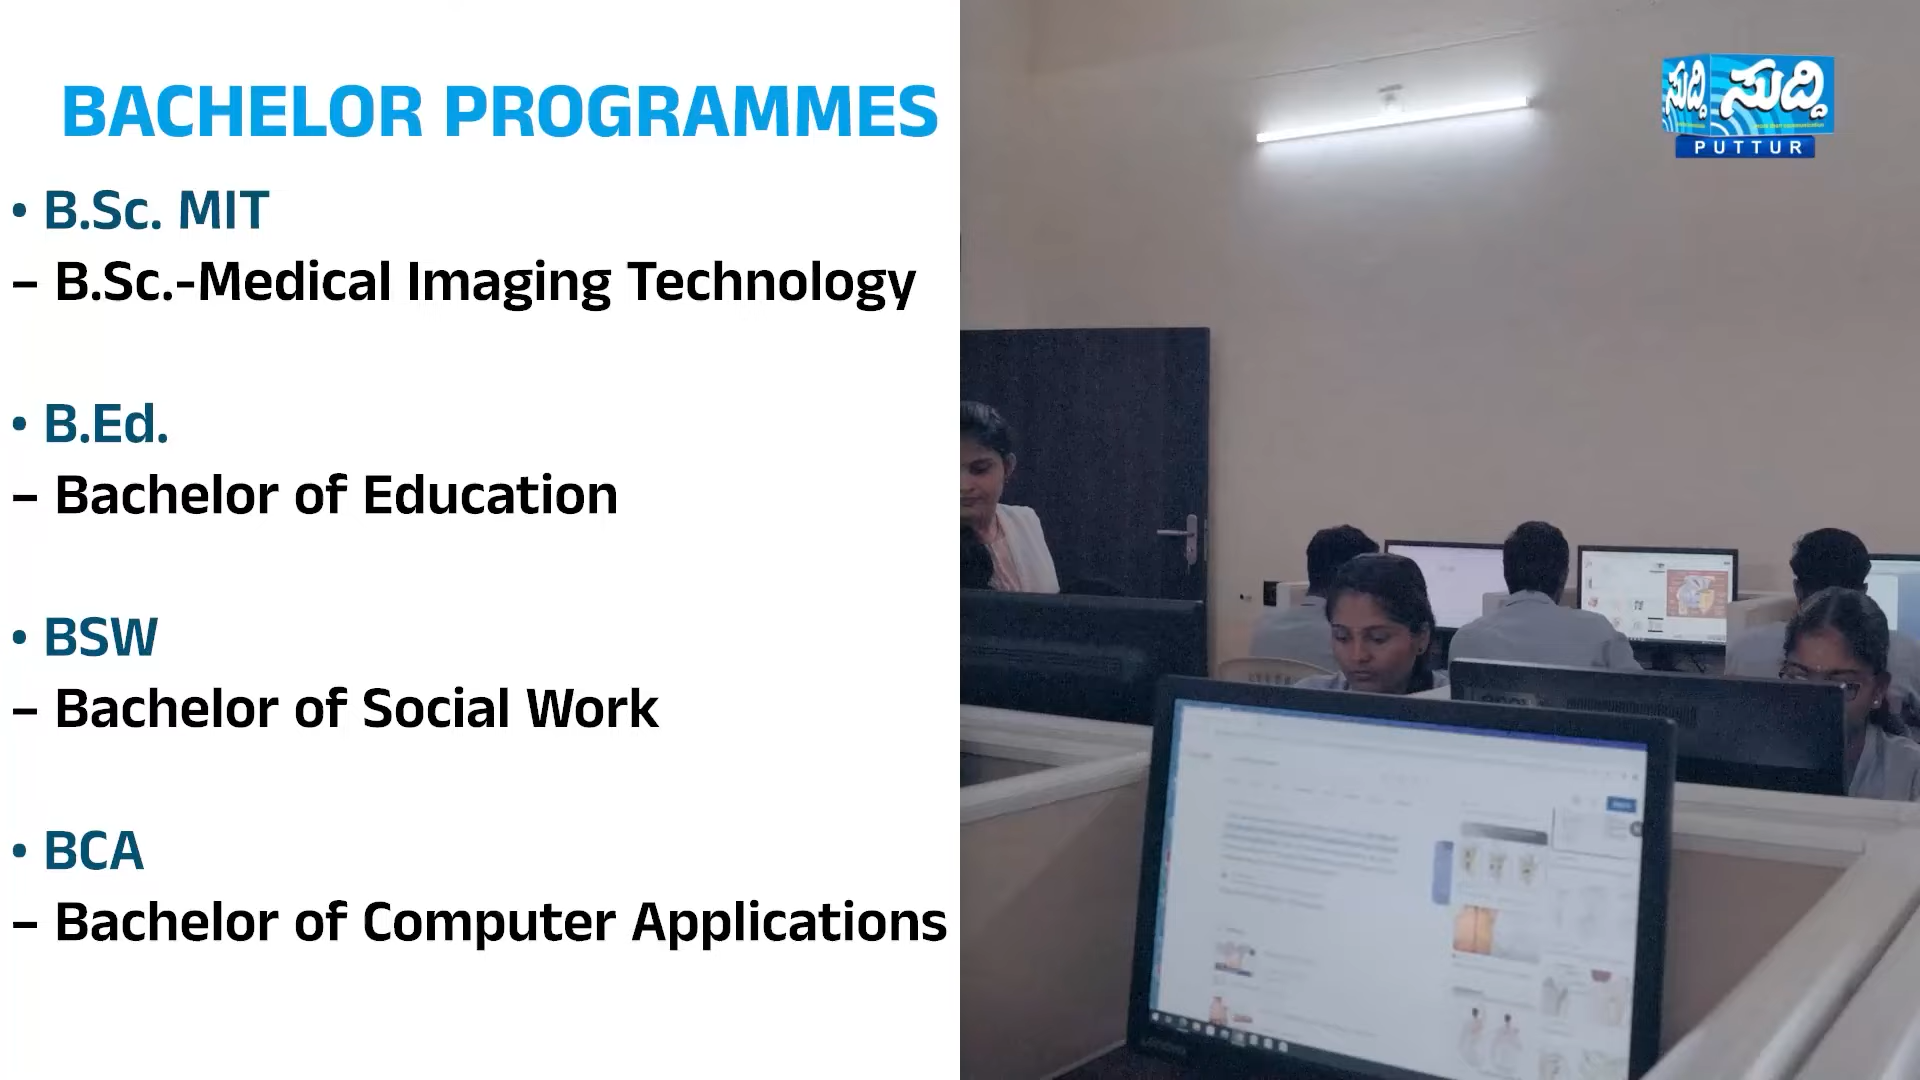 BACHELOR PROGRAMMES
• B.Sc. MIT
– B.Sc.-Medical Imaging Technology
• B.Ed.
– Bachelor of Education
• BSW
– Bachelor of Social Work
• BCA
– Bachelor of Computer Applications
ಸುದ್ದಿ ಸುದ್ದಿ
PUTTUR